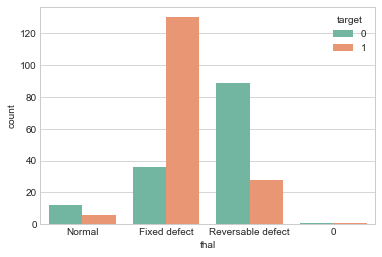 target
0
1
120
100
80
60
40
20
0
count
Normal
Fixed defect
Reversable defect
0
thal